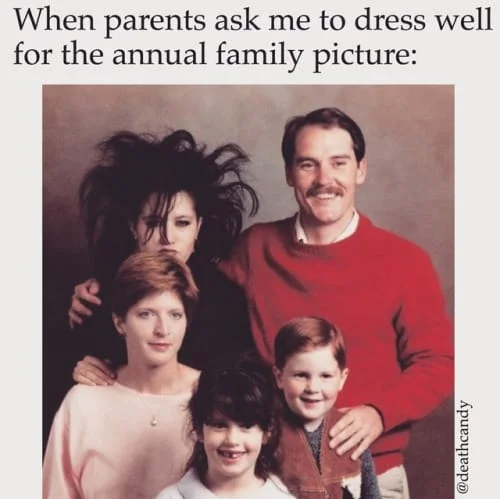 When parents ask me to dress well
for the annual family picture:
@deathcandy